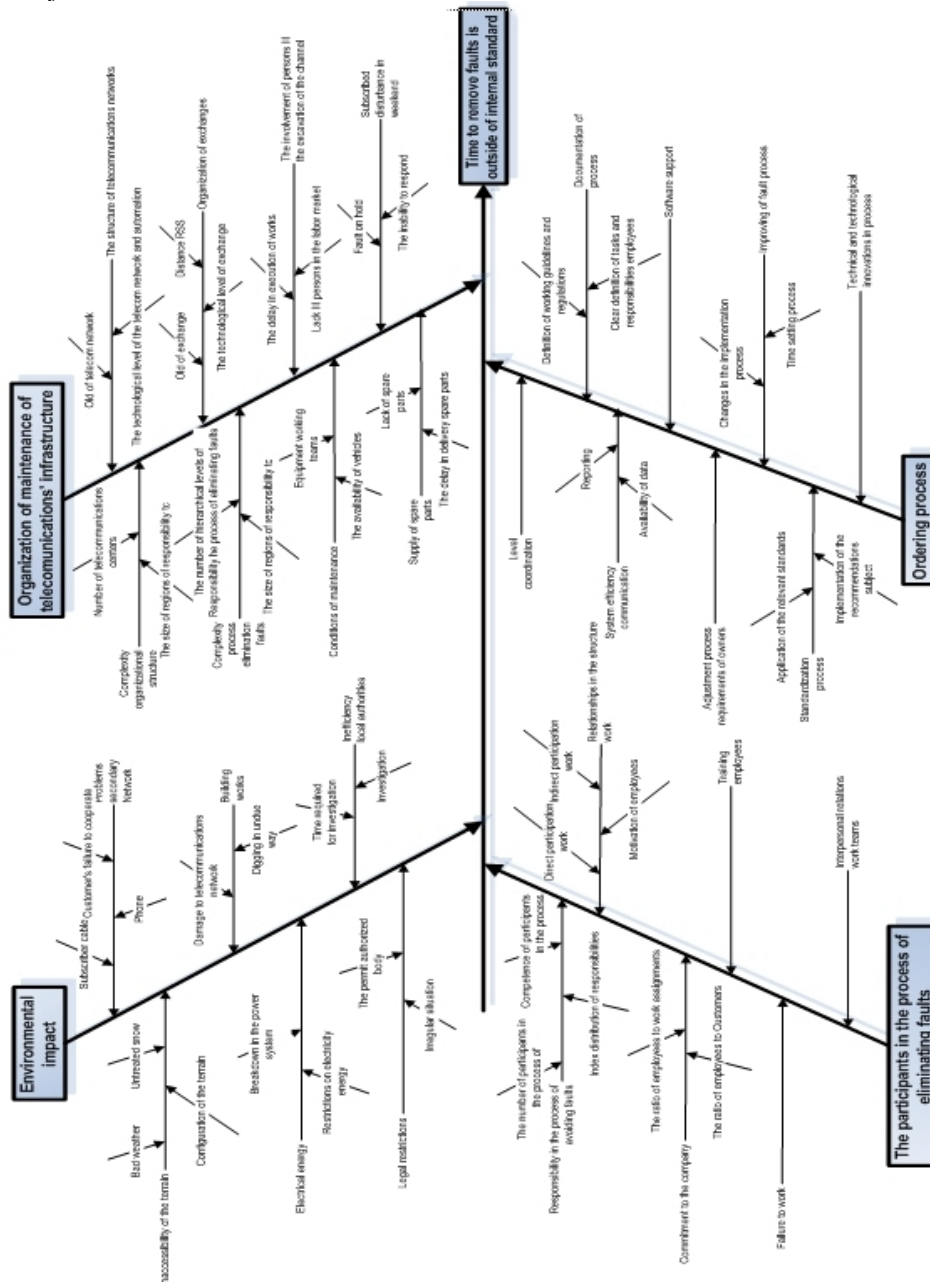 Environmental
impact
Subscriber cable
Customer's failure to cooperate
Problems
secondary
Network
Phone
Damage to telecommunications
network
Building
works
Digging in undue
way
Time required
for investigation
Inefficiency
local authorities
Investigation
Bad weather
Untreated snow
Configuration of the terrain
naccessibility of the terrain
Breakdown in the power
system
Restrictions on electricity
energy
Electrical energy
The permit authorized
body
Irregular situation
Legal restrictions
Organization of maintenance of
telecomunications' infrastructure
Old of telecom network
The structure of telecommunications networks
The technological level of the telecom network and automation
Old of exchange
Distance RSS
Organization of exchanges
The technological level of exchange
The delay in execution of works
The involvement of persons III
the excavation of the channel
Lack III persons in the labor market
Fault on hold
Subscribed
disturbance in
weekend
The inability to respond
Number of telecommunications
centers
Complexity
organizational
structure
The size of regions of responsibility to
The number of hierarchical levels of
Responsibility he process of eliminating faults
Complexity
process
elimination
faults
The size of regions of responsibility to
Equipment working
teams
Conditions of maintenance
The availability of vehicles
Lack of spare
parts
Supply of spare
parts
The delay in delivery spare parts
Time to remove faults is
outside of internal standard
The number of participants in
the process of
Competence of participants
in the process
Responsibility in the process of
avoiding faults
Index distribution of responsibilities
Direct participation
work
Indirect participation
work
Relationships in the structure
work
Motivation of employees
The ratio of employees to work assignments
Commitment to the company
The ratio of employees to Customers
Training
employees
Failure to work
Interpersonal relations
work teams
The participants in the process of
eliminating faults
Level
coordination
Definition of working guidelines and
regulations
Documentation of
process
Clear definition of tasks and
responsibilities employees
Reporting
System efficiency
communication
Availability of data
Software support
Adjustment process
requirements of owners
Changes in the implementation
process
Improving of fault process
Time setting process
Application of the relevant standards
Standardization
process
Implementation of the
recommendations
subject
Technical and technological
innovations in process
Ordering process